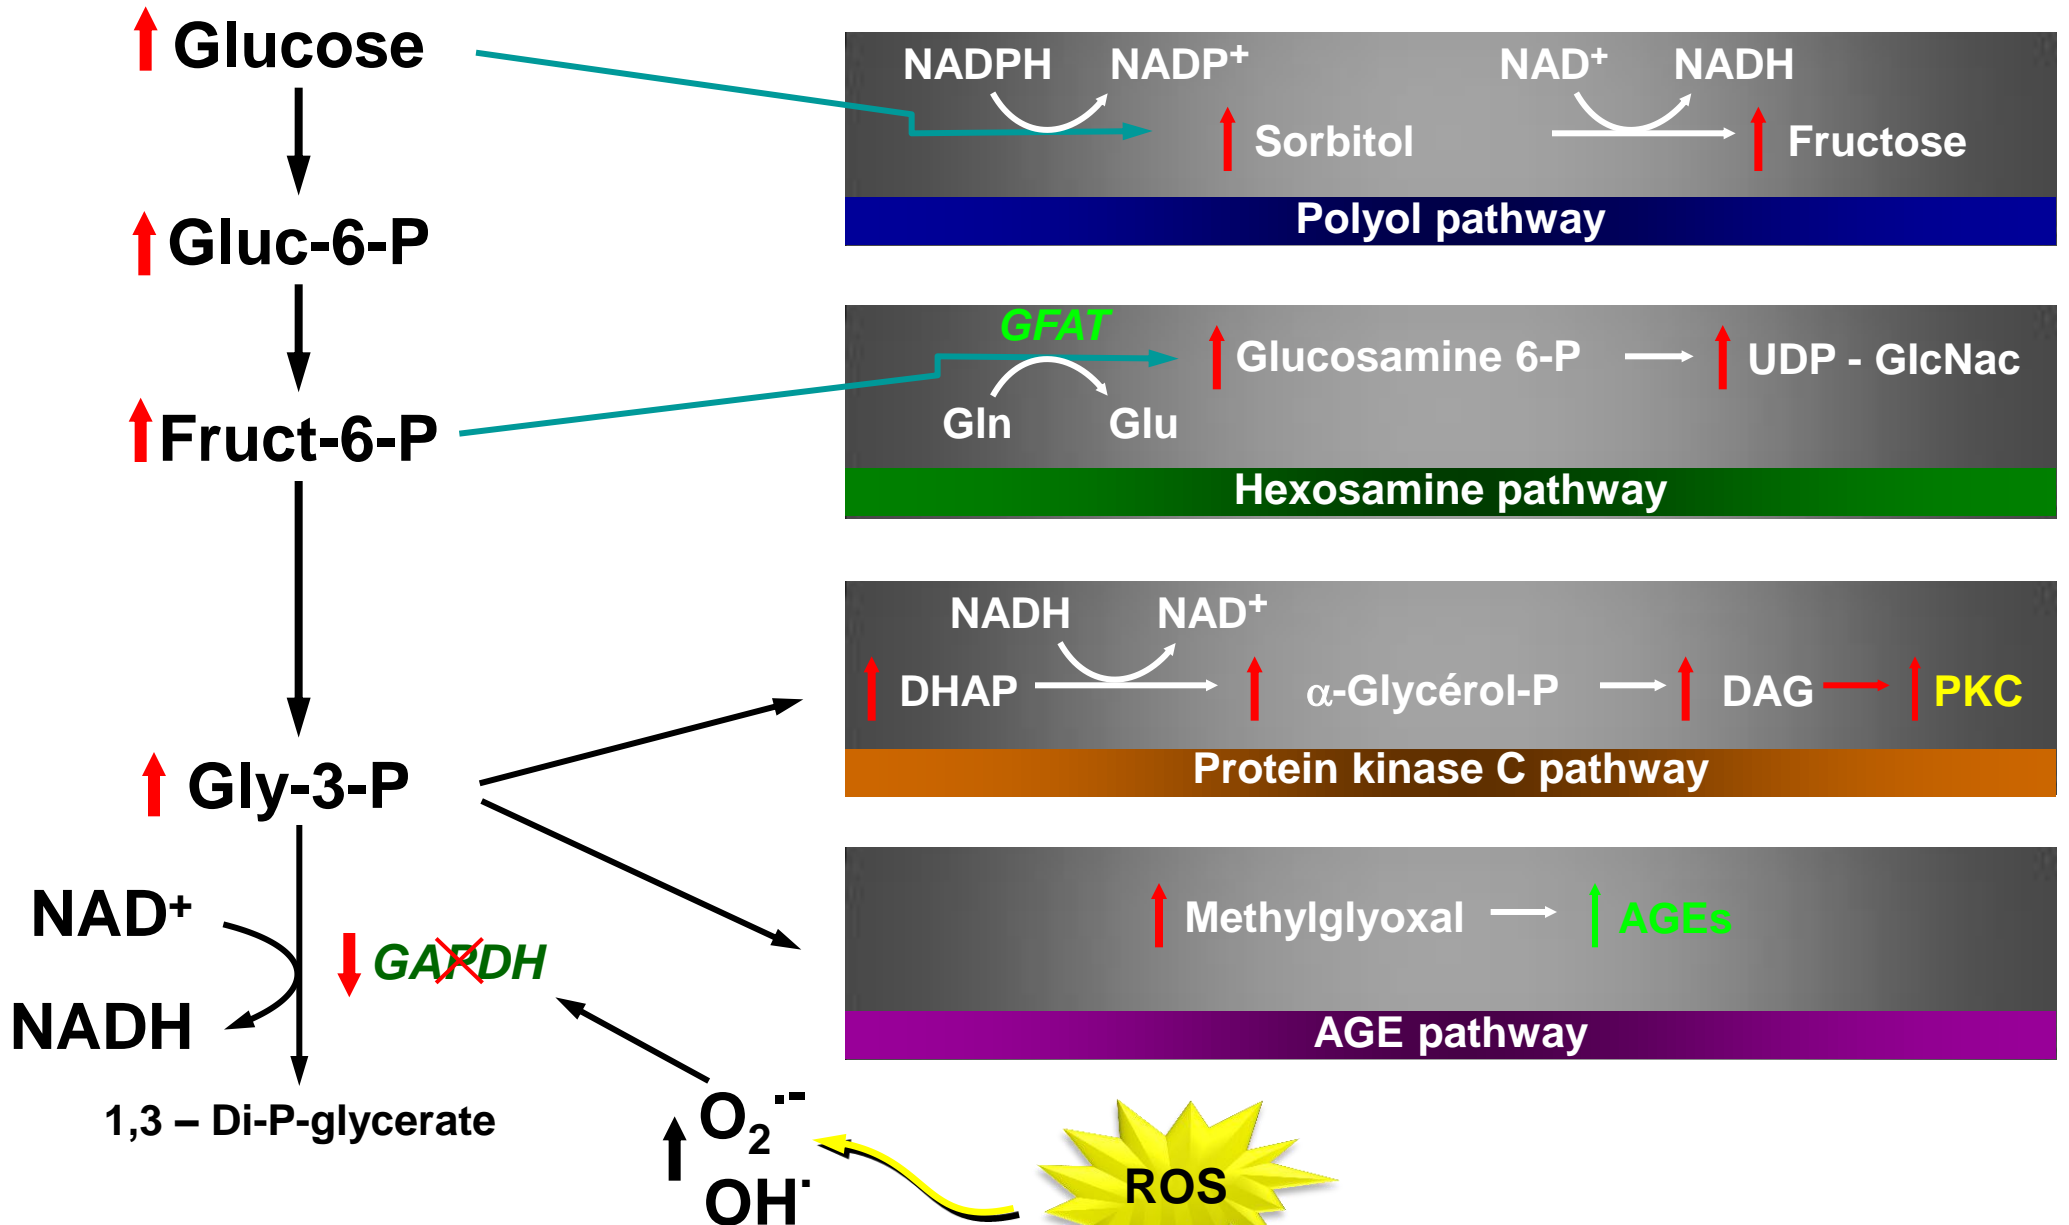 Glucose
Gluc-6-P
Fruct-6-P
Gly-3-P
NAD+
GAPDH
NADH
1,3 – Di-P-glycerate
O2·-
OH·
ROS
NADPH NADP+ NAD+ NADH
Sorbitol Fructose
Polyol pathway
GFAT
Glucosamine 6-P UDP - GlcNac
Gln Glu
Hexosamine pathway
NADH NAD+
DHAP α-Glycérol-P DAG PKC
Protein kinase C pathway
Methylglyoxal AGEs
AGE pathway